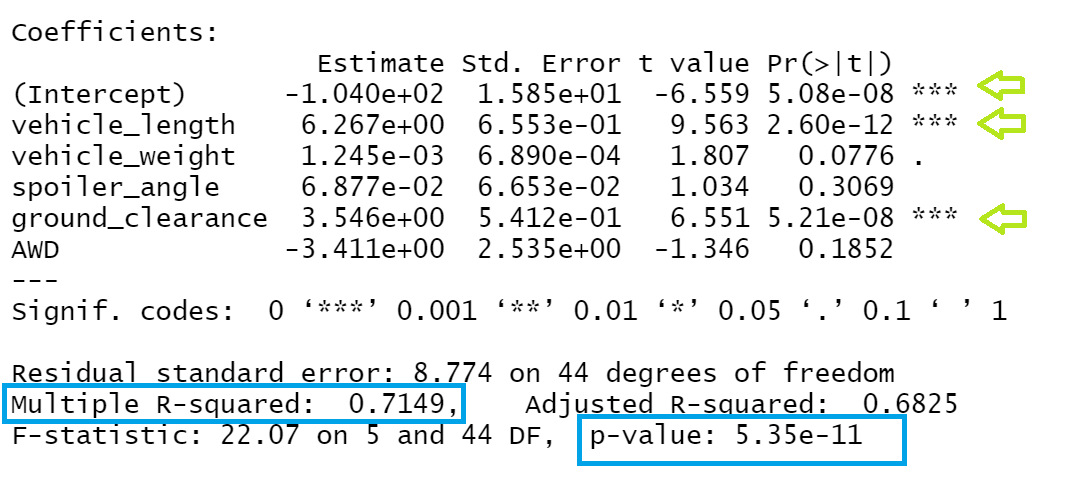 Coefficients:
                    Estimate Std. Error t value Pr(>|t|)
(Intercept)       -1.040e+02  1.585e+01  -6.559 5.08e-08 ***
vehicle_length     6.267e+00  6.553e-01   9.563 2.60e-12 ***
vehicle_weight     1.245e-03  6.890e-04   1.807   0.0776 .
spoiler_angle      6.877e-02  6.653e-02   1.034   0.3069
ground_clearance   3.546e+00  5.412e-01   6.551 5.21e-08 ***
AWD               -3.411e+00  2.535e+00  -1.346   0.1852
---
Signif. codes:  0 ‘***’ 0.001 ‘**’ 0.01 ‘*’ 0.05 ‘.’ 0.1 ‘ ’ 1
Residual standard error: 8.774 on 44 degrees of freedom
Multiple R-squared:  0.7149,    Adjusted R-squared:  0.6825
F-statistic: 22.07 on 5 and 44 DF,  p-value: 5.35e-11